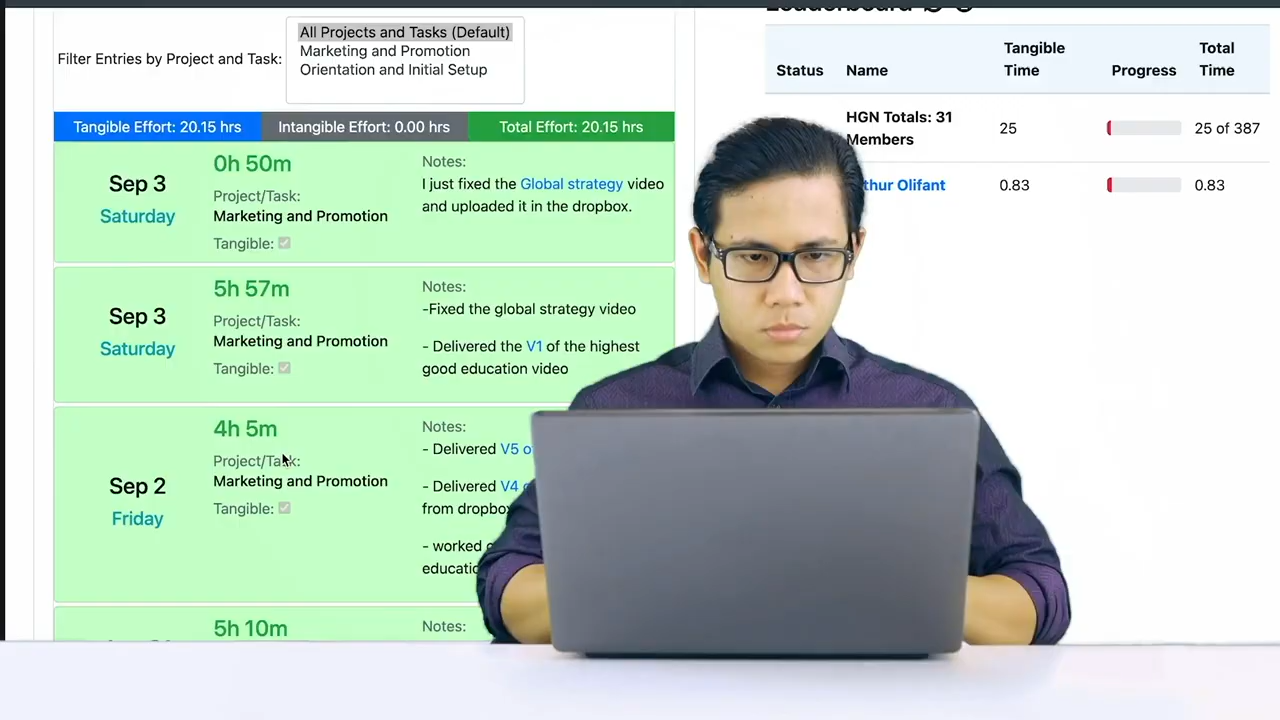 Filter Entries by Project and Task:
All Projects and Tasks (Default)
Marketing and Promotion
Orientation and Initial Setup
Tangible Effort: 20.15 hrs
Intangible Effort: 0.00 hrs
Total Effort: 20.15 hrs
Sep 3
Saturday
0h 50m
Project/Task:
Marketing and Promotion
Tangible:
Notes:
I just fixed the Global strategy video
and uploaded it in the dropbox.
Sep 3
Saturday
5h 57m
Project/Task:
Marketing and Promotion
Tangible:
Notes:
-Fixed the global strategy video
- Delivered the V1 of the highest
good education video
Sep 2
Friday
4h 5m
Project/Task:
Marketing and Promotion
Tangible:
Notes:
- Delivered V5
- Delivered V4
from
- worked
5h 10m
Notes:
Leaderboard
Status
Name
Tangible
Time
Progress
Total
Time
HGN Totals: 31
Members
25
25 of 387
Olifant
0.83
0.83